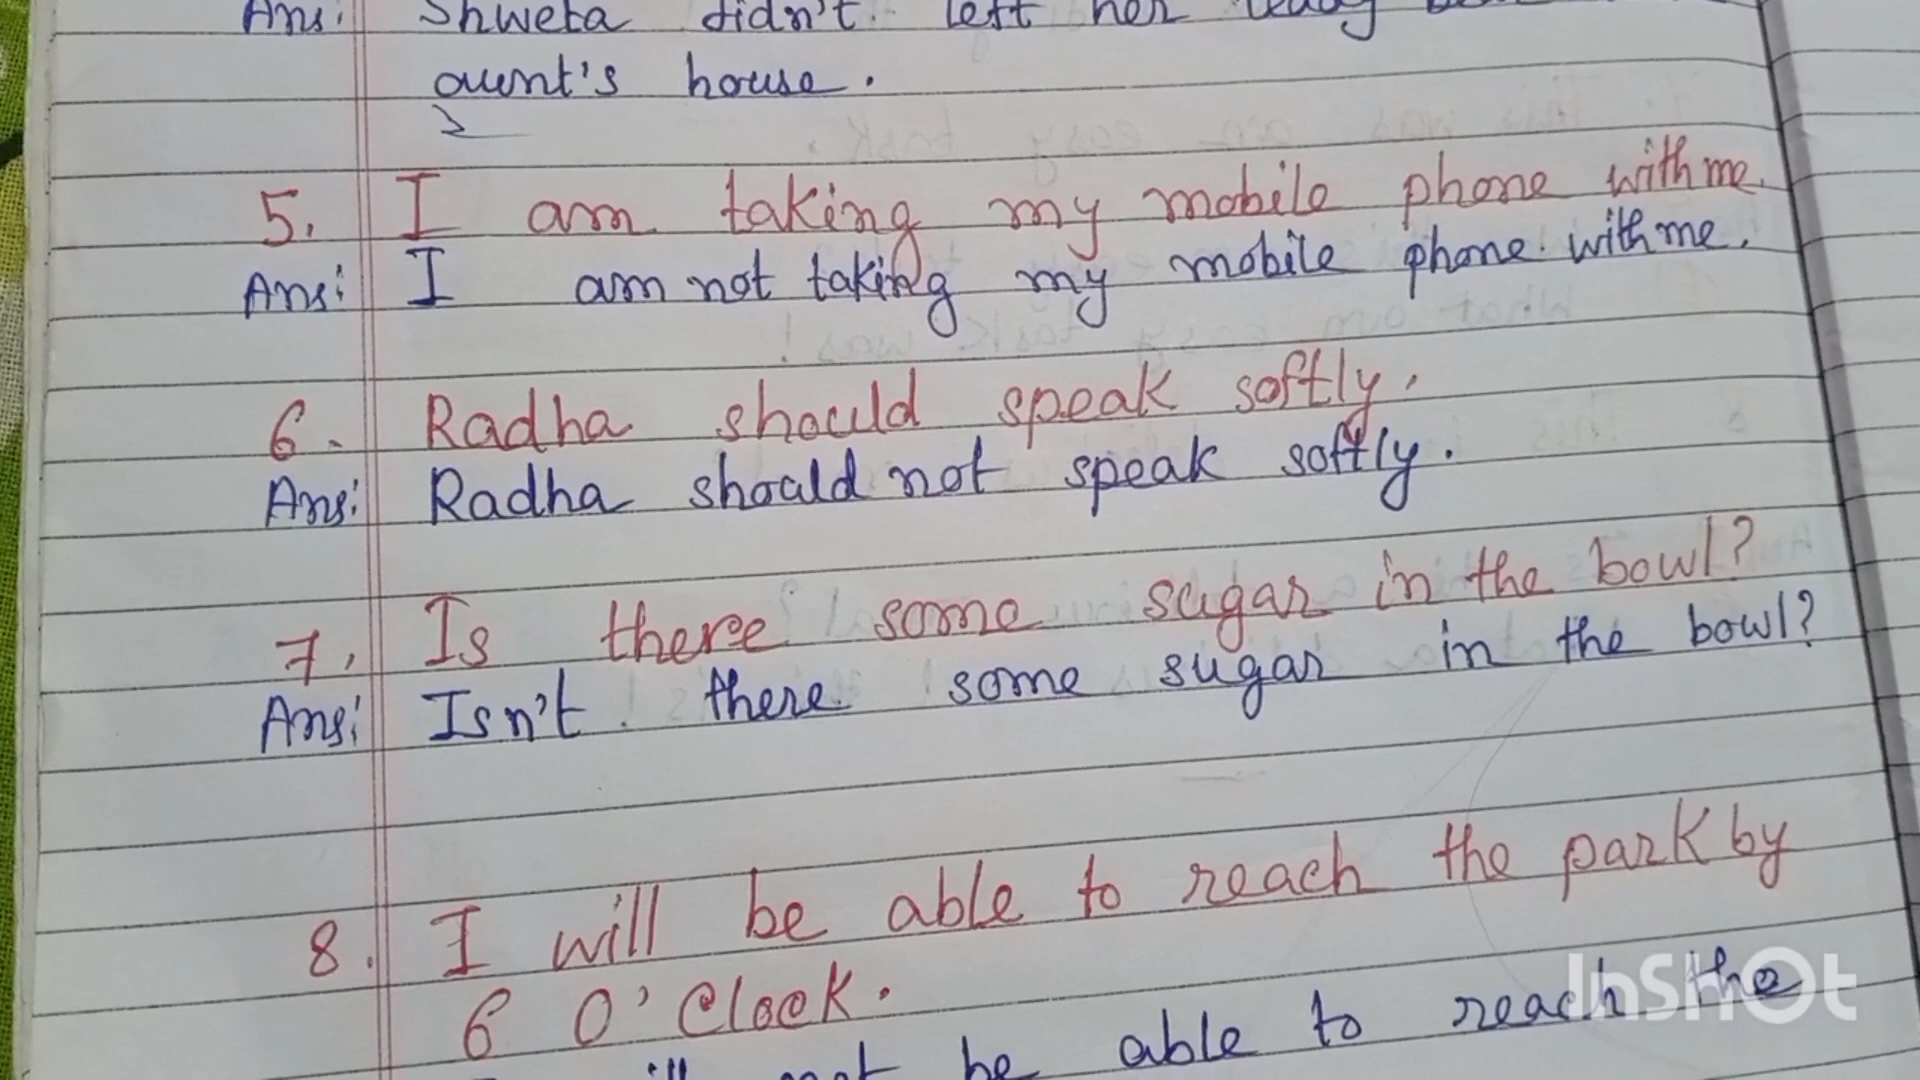 Ans: Shweta didn't left her
aunt's house.
5. I am taking my mobile phone with me.
Ans: I am not taking my mobile phone with me.
6. Radha should speak softly.
Ans: Radha should not speak softly.
7. Is there some sugar in the bowl?
Ans: Isn't there some sugar in the bowl?
8. I will be able to reach the park by
6 O'Clock.
not be able to reach the
InShOt